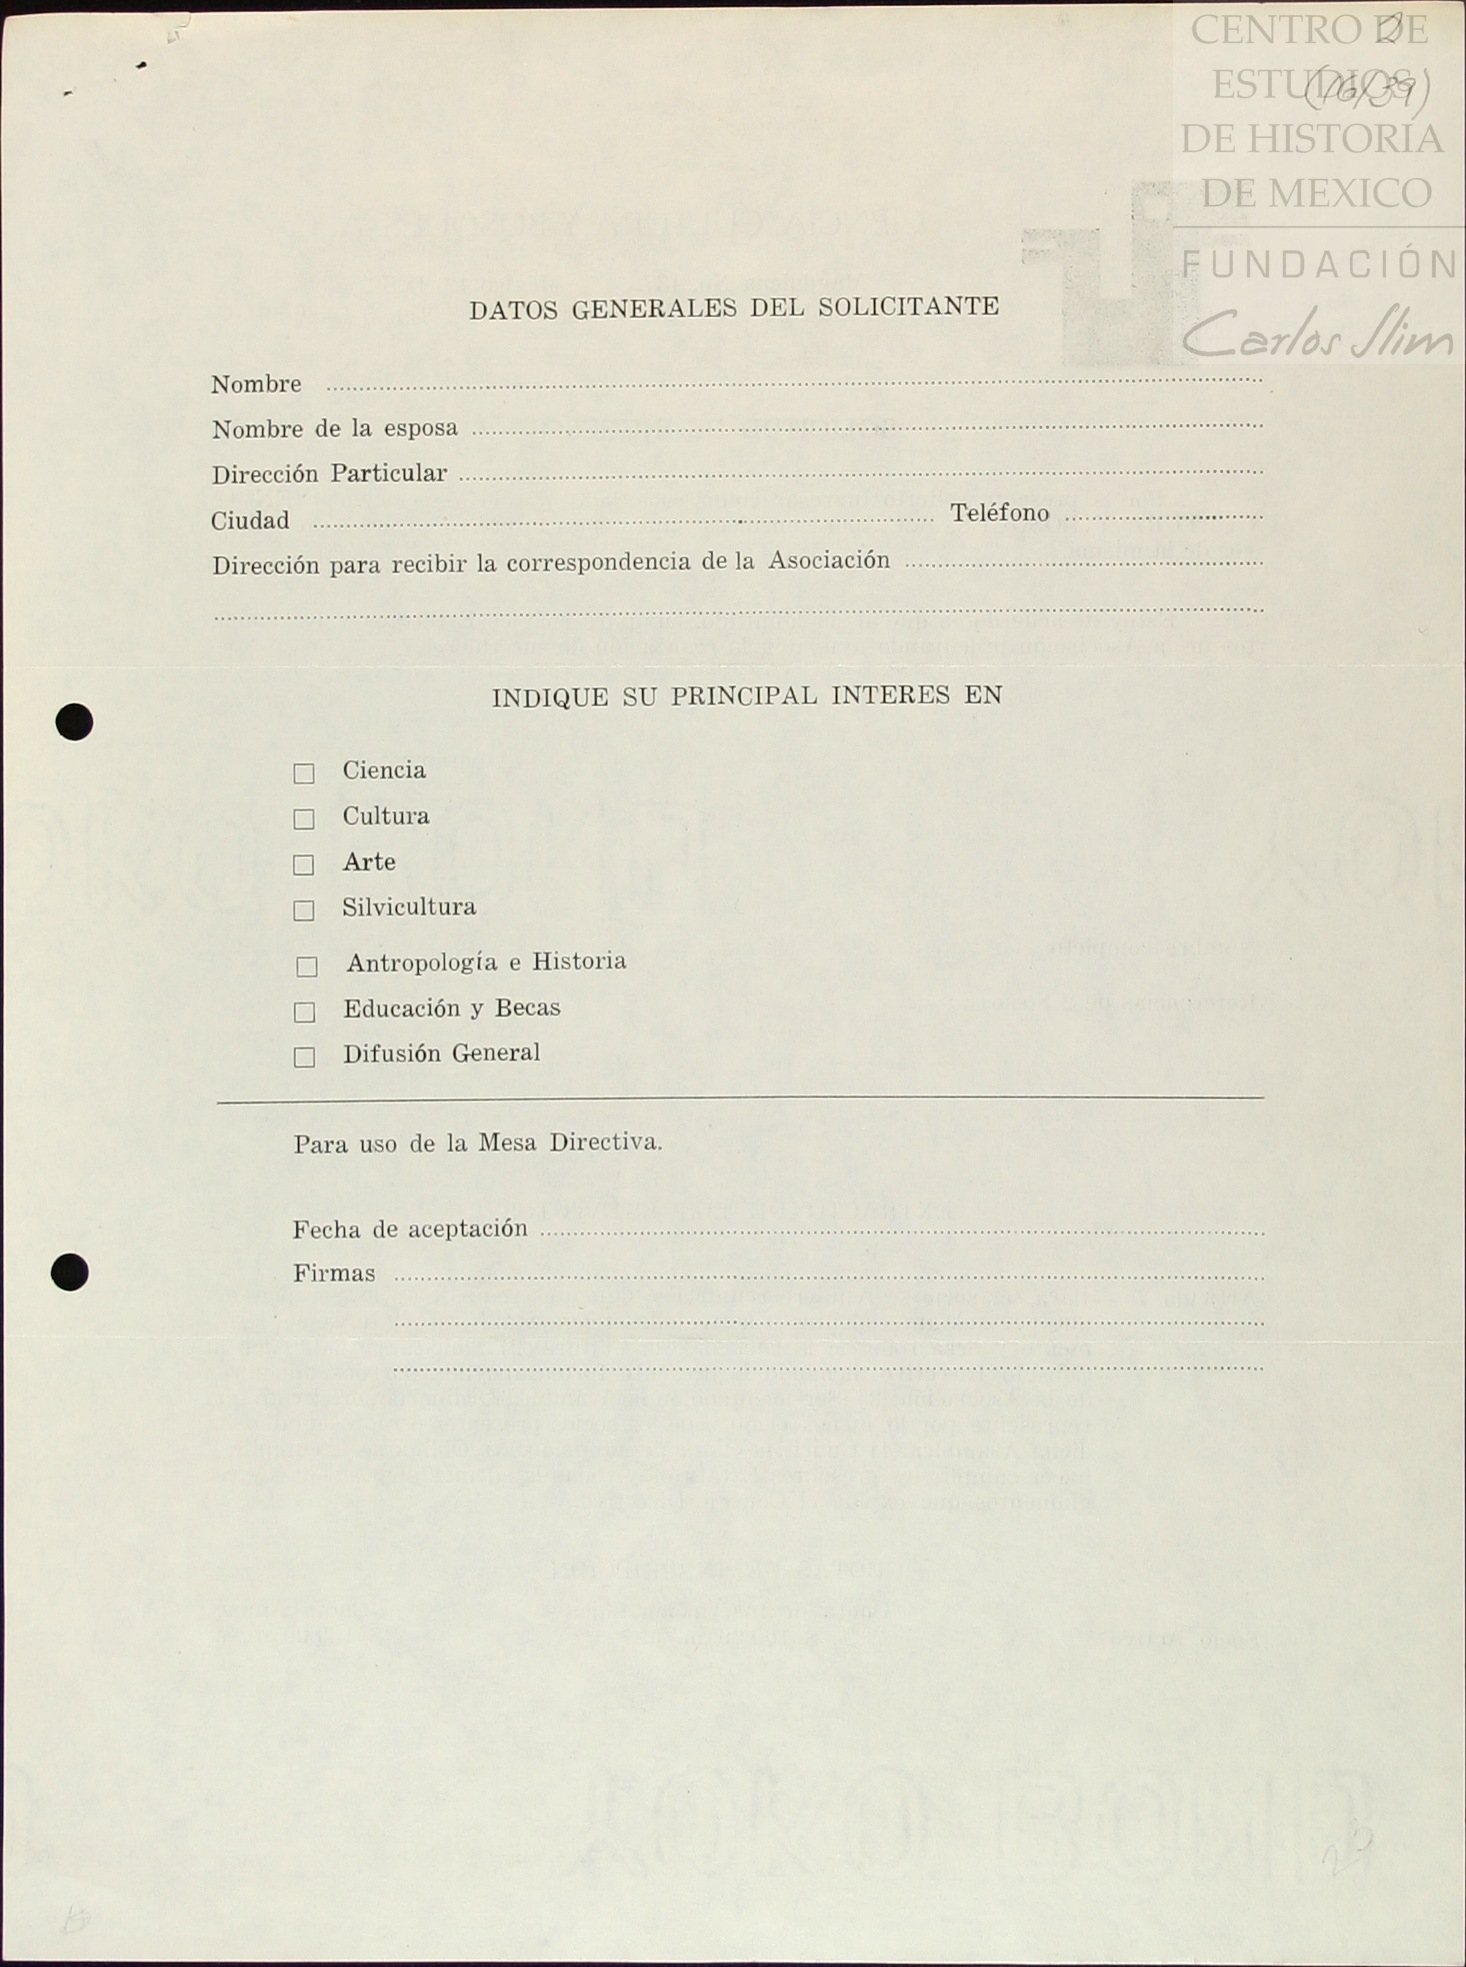 CENTRO DE
ESTUDIOS
DE HISTORIA
DE MEXICO
FUNDACIÓN
Carlos Slim
2
(16/39)
DATOS GENERALES DEL SOLICITANTE
Nombre
Nombre de la esposa
Dirección Particular
Ciudad Teléfono
Dirección para recibir la correspondencia de la Asociación
INDIQUE SU PRINCIPAL INTERES EN
Ciencia
Cultura
Arte
Silvicultura
Antropología e Historia
Educación y Becas
Difusión General
Para uso de la Mesa Directiva.
Fecha de aceptación
Firmas